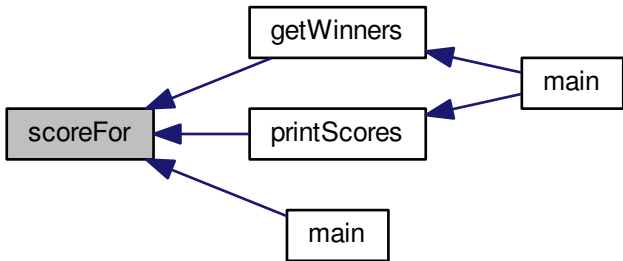 getWinners
main
scoreFor
printScores
main